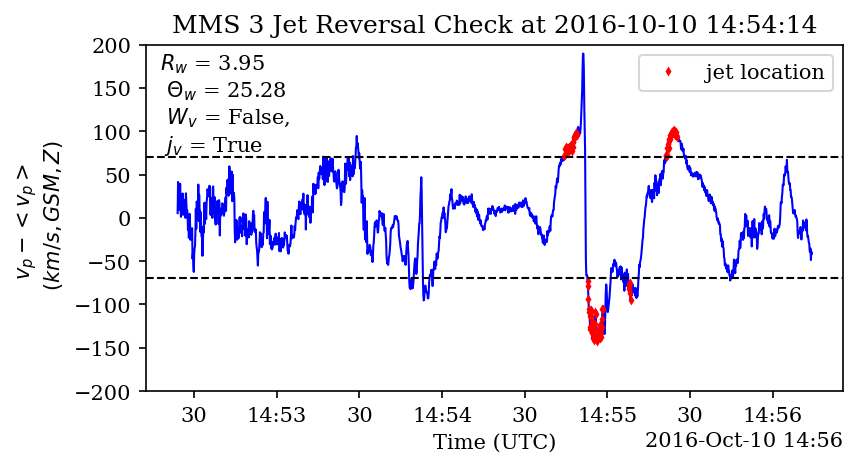 MMS 3 Jet Reversal Check at 2016-10-10 14:54:14
R_w = 3.95
Θ_w = 25.28
W_v = False,
j_v = True
jet location
200
150
100
50
0
−50
−100
−150
−200
v_p − < v_p >
(km/s, GSM, Z)
30
14:53
30
14:54
30
14:55
30
14:56
Time (UTC)
2016-Oct-10 14:56